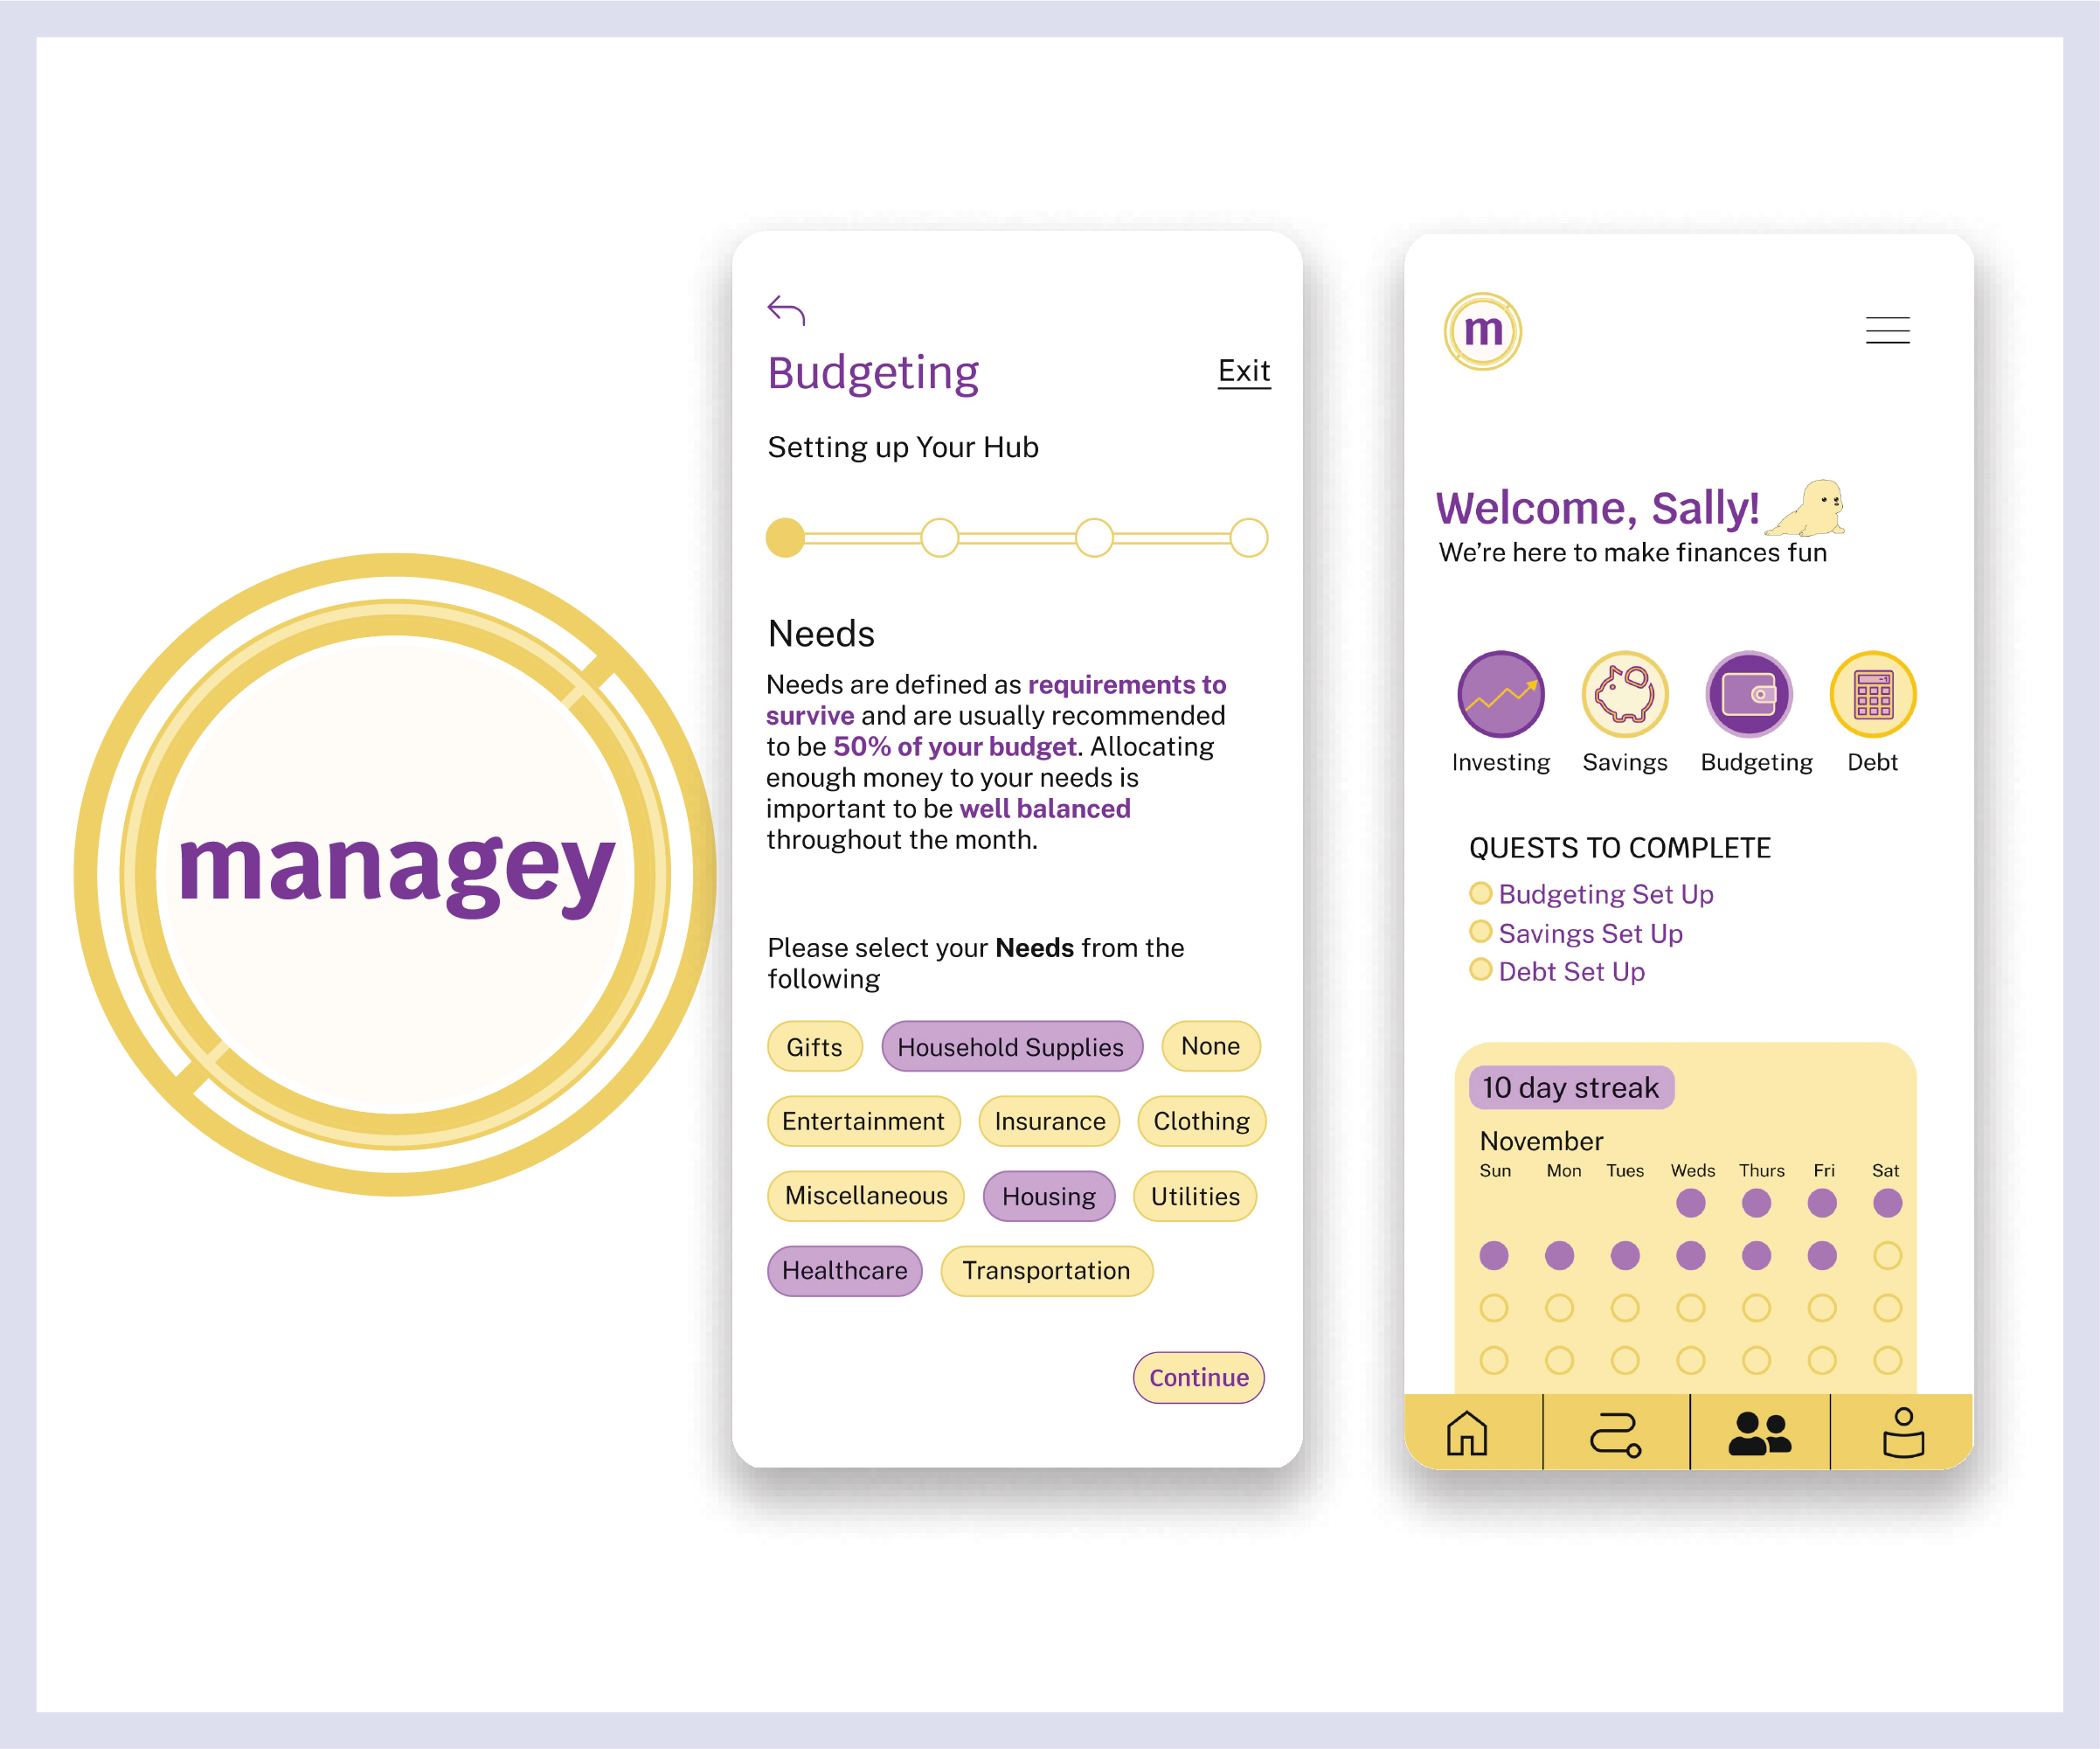 managey
Budgeting
Exit
Setting up Your Hub
Needs
Needs are defined as requirements to
survive and are usually recommended
to be 50% of your budget. Allocating
enough money to your needs is
important to be well balanced
throughout the month.
Please select your Needs from the
following
Gifts Household Supplies None
Entertainment Insurance Clothing
Miscellaneous Housing Utilities
Healthcare Transportation
Continue
m
Welcome, Sally!
We're here to make finances fun
-1
Investing Savings Budgeting Debt
QUESTS TO COMPLETE
Budgeting Set Up
Savings Set Up
Debt Set Up
10 day streak
November
Sun Mon Tues Weds Thurs Fri Sat